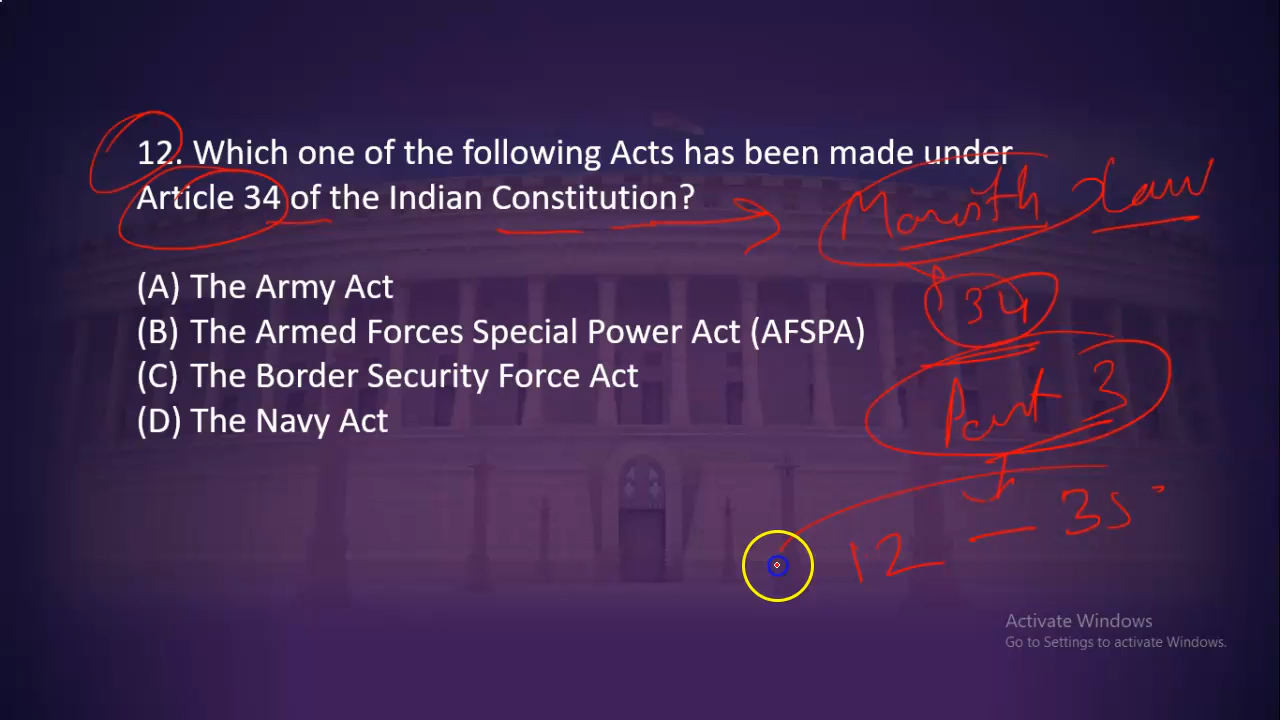 12. Which one of the following Acts has been made under
Article 34 of the Indian Constitution?
Law
(A) The Army Act
34
(B) The Armed Forces Special Power Act (AFSPA)
(C) The Border Security Force Act
Part 3
(D) The Navy Act
12 — 35
Activate Windows
Go to Settings to activate Windows.